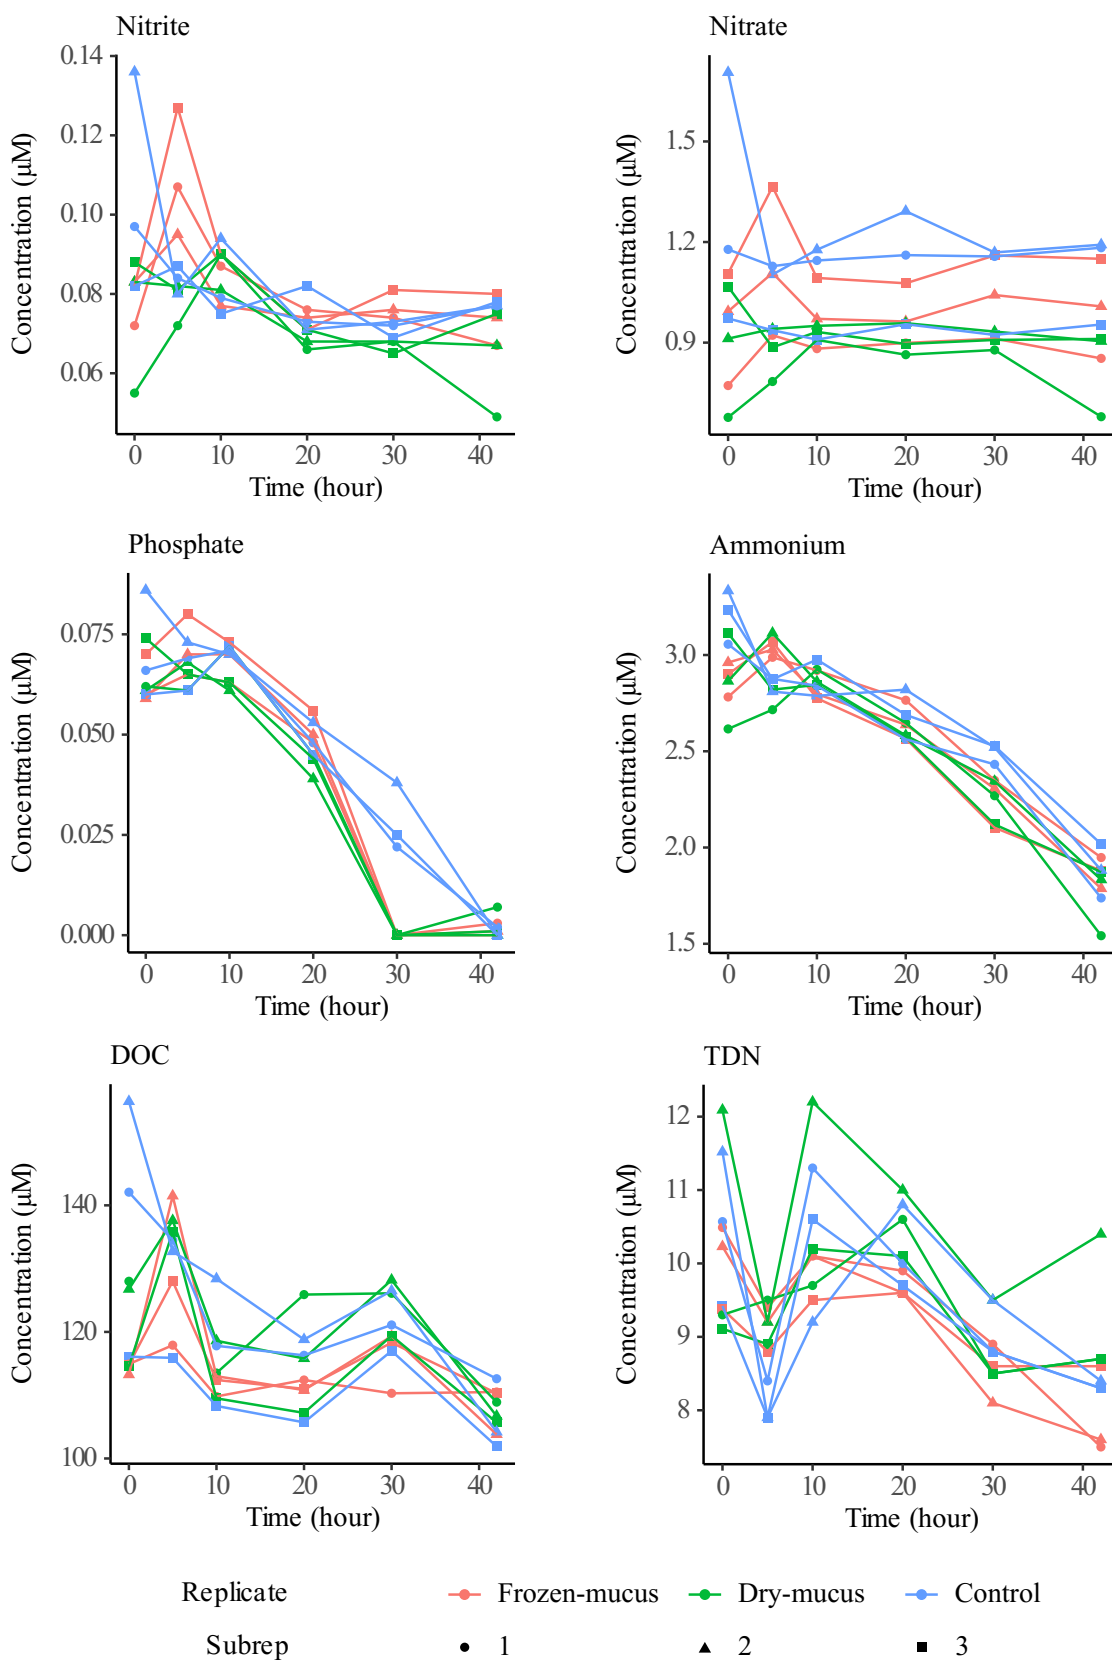 Nitrite
Nitrate
0.14
0.12
0.10
0.08
0.06
Concentration (μM)
0 10 20 30 40
Time (hour)
1.5
1.2
0.9
Concentration (μM)
0 10 20 30 40
Time (hour)
Phosphate
Ammonium
0.075
0.050
0.025
0.000
Concentration (μM)
0 10 20 30 40
Time (hour)
3.0
2.5
2.0
1.5
Concentration (μM)
0 10 20 30 40
Time (hour)
DOC
TDN
140
120
100
Concentration (μM)
0 10 20 30 40
Time (hour)
12
11
10
9
8
Concentration (μM)
0 10 20 30 40
Time (hour)
Replicate Frozen-mucus Dry-mucus Control
Subrep 1 2 3